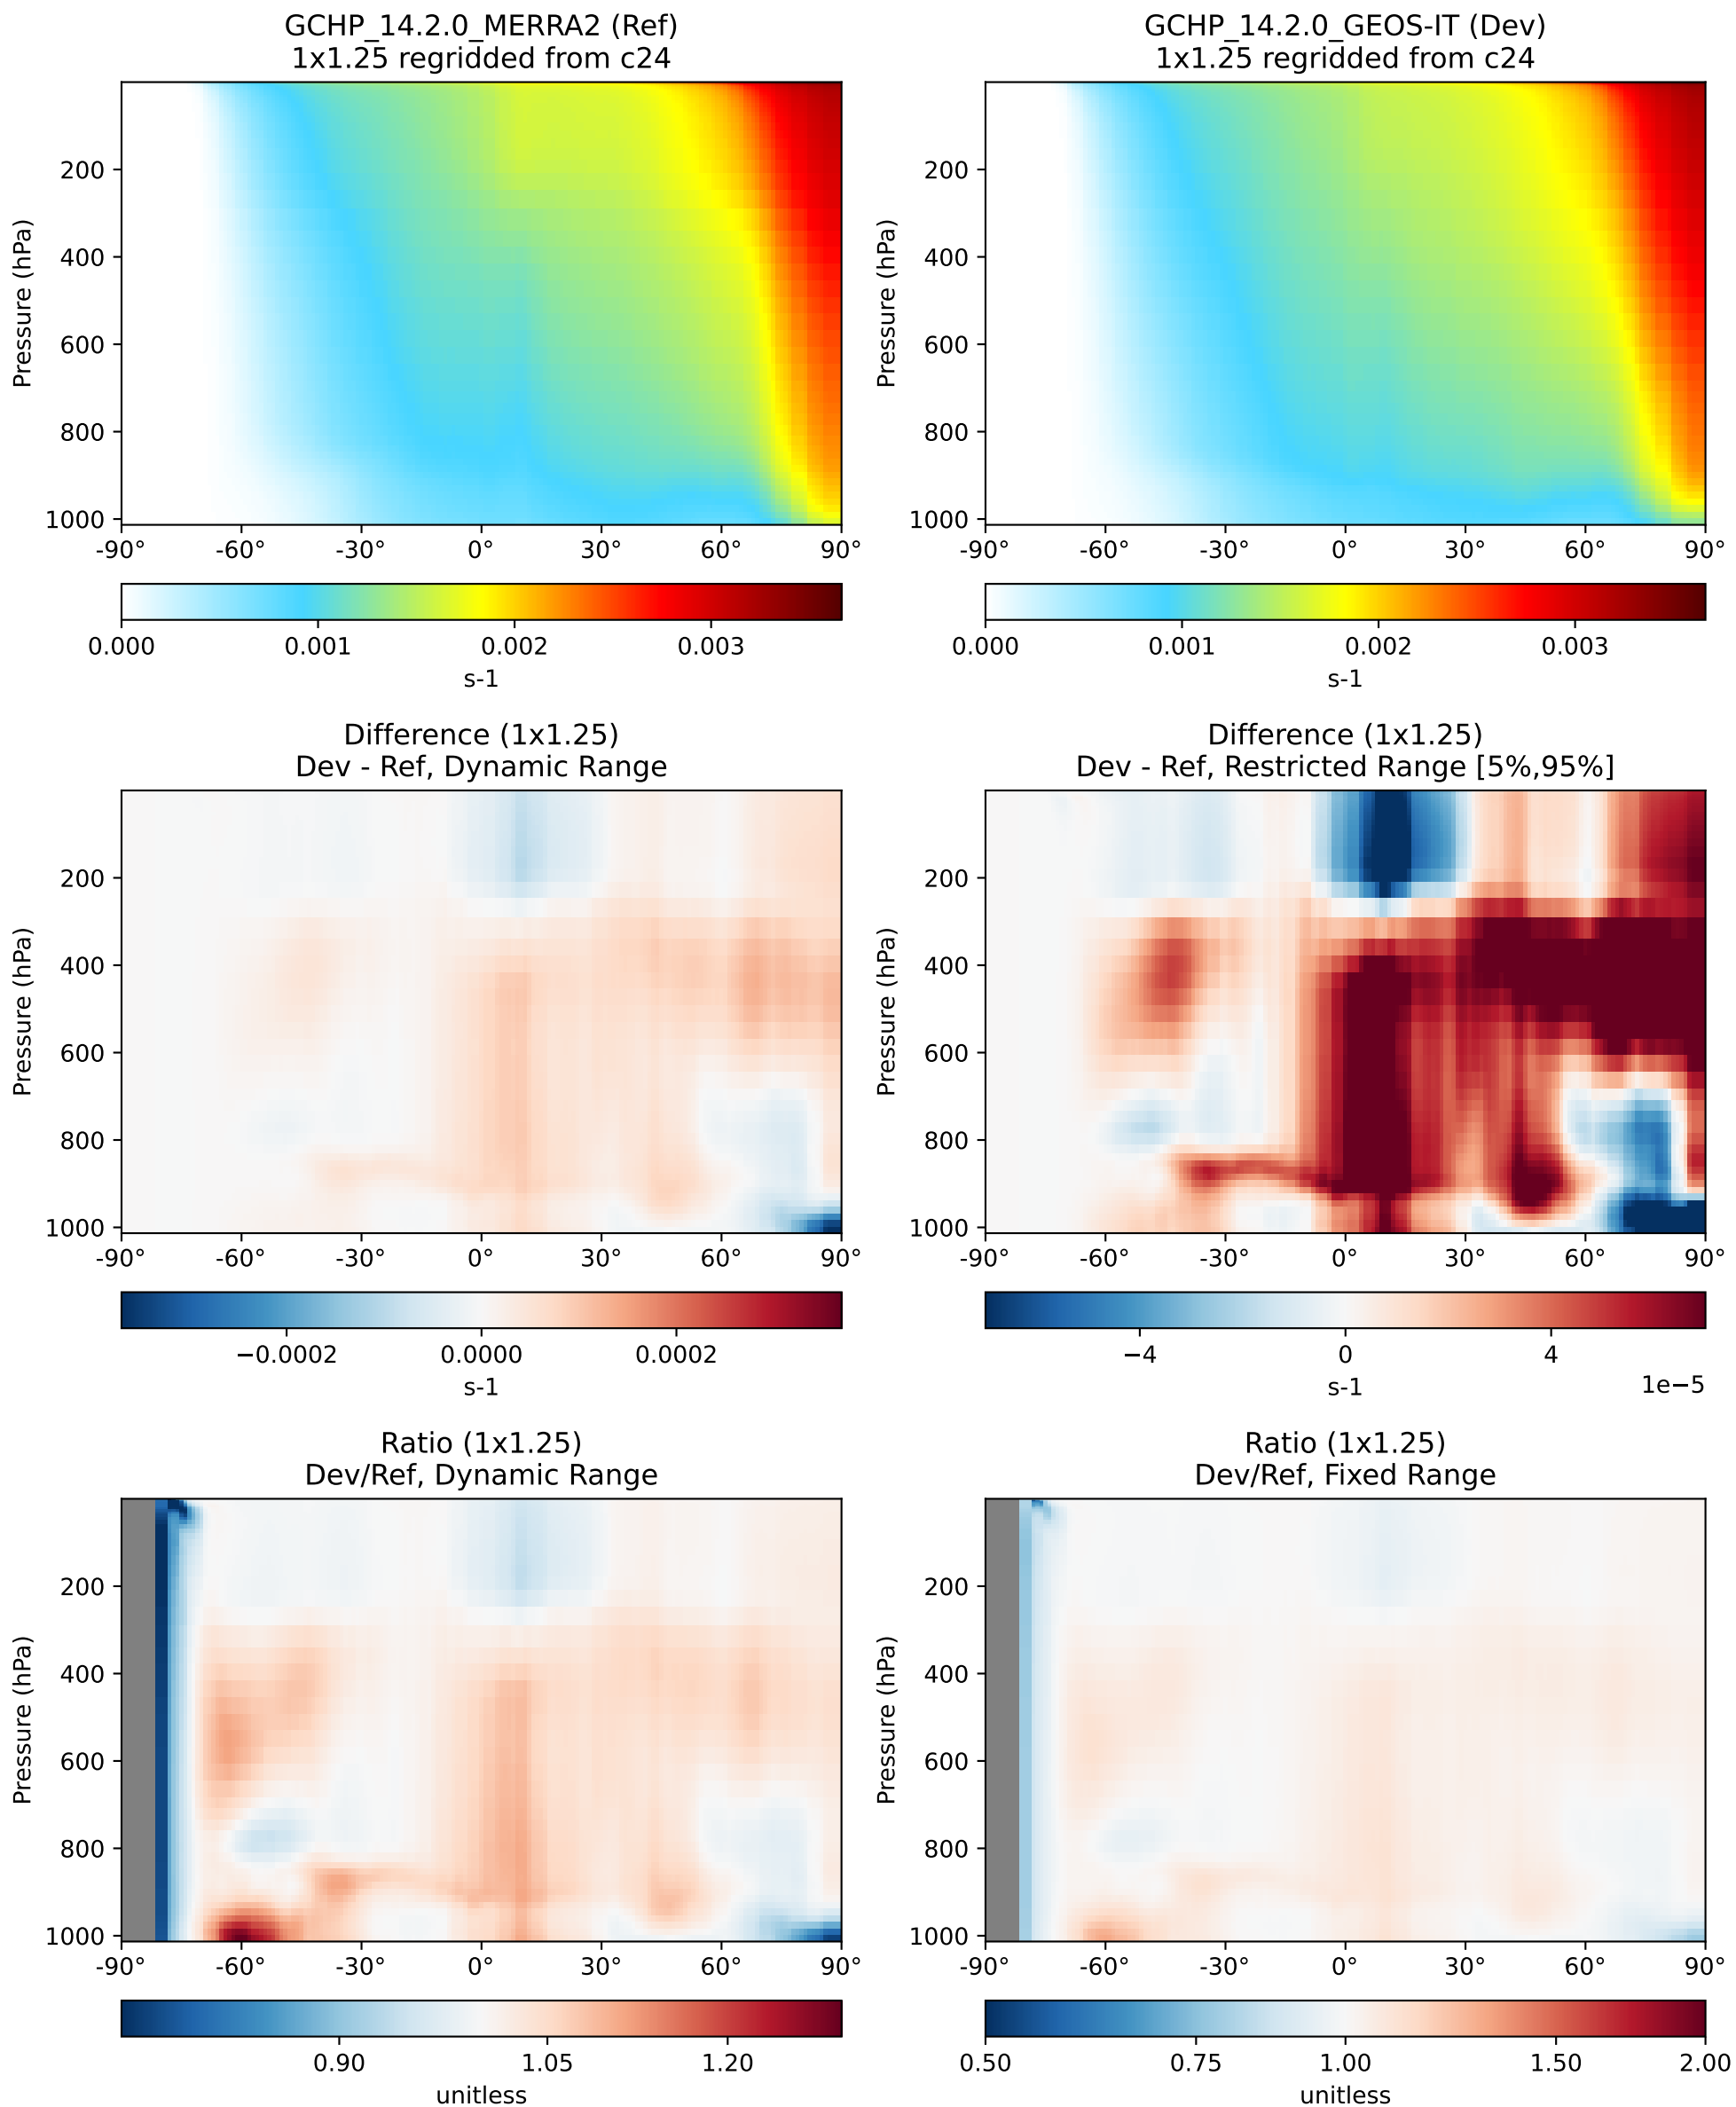 GCHP_14.2.0_MERRA2 (Ref)
1x1.25 regridded from c24
Pressure (hPa)
200
400
600
800
1000
-90° -60° -30° 0° 30° 60° 90°
0.000 0.001 0.002 0.003
s-1
GCHP_14.2.0_GEOS-IT (Dev)
1x1.25 regridded from c24
Pressure (hPa)
200
400
600
800
1000
-90° -60° -30° 0° 30° 60° 90°
0.000 0.001 0.002 0.003
s-1
Difference (1x1.25)
Dev - Ref, Dynamic Range
Pressure (hPa)
200
400
600
800
1000
-90° -60° -30° 0° 30° 60° 90°
−0.0002 0.0000 0.0002
s-1
Difference (1x1.25)
Dev - Ref, Restricted Range [5%,95%]
Pressure (hPa)
200
400
600
800
1000
-90° -60° -30° 0° 30° 60° 90°
−4 0 4
s-1
1e−5
Ratio (1x1.25)
Dev/Ref, Dynamic Range
Pressure (hPa)
200
400
600
800
1000
-90° -60° -30° 0° 30° 60° 90°
0.90 1.05 1.20
unitless
Ratio (1x1.25)
Dev/Ref, Fixed Range
Pressure (hPa)
200
400
600
800
1000
-90° -60° -30° 0° 30° 60° 90°
0.50 0.75 1.00 1.50 2.00
unitless